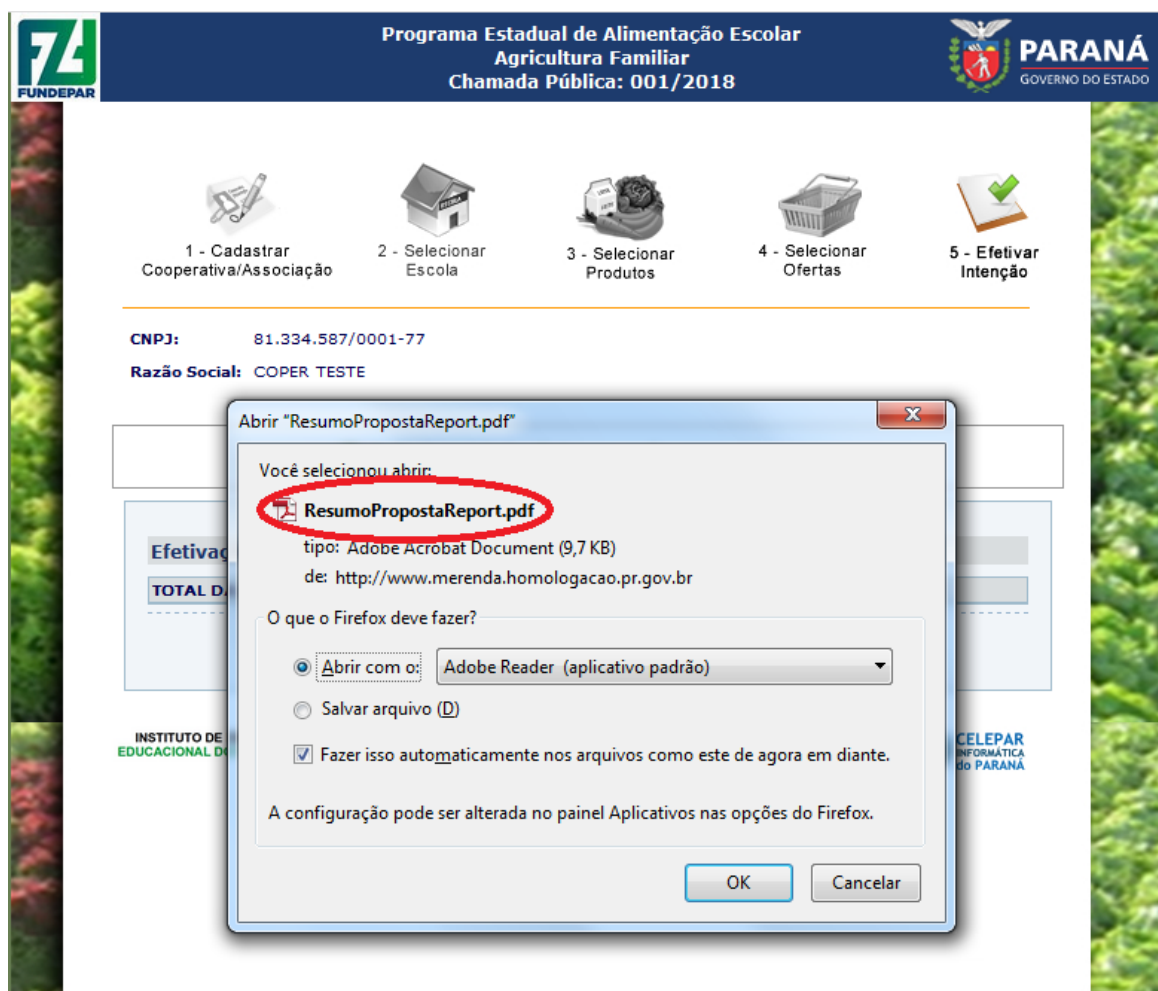 FUNDEPAR
Programa Estadual de Alimentação Escolar
Agricultura Familiar
Chamada Pública: 001/2018
PARANÁ
GOVERNO DO ESTADO
ESCOLA
1 - Cadastrar
Cooperativa/Associação
2 - Selecionar
Escola
3 - Selecionar
Produtos
4 - Selecionar
Ofertas
5 - Efetivar
Intenção
CNPJ: 81.334.587/0001-77
Razão Social: COPER TESTE
Abrir "ResumoPropostaReport.pdf"
Você selecionou abrir:
ResumoPropostaReport.pdf
tipo: Adobe Acrobat Document (9,7 KB)
de: http://www.merenda.homologacao.pr.gov.br
Efetivaç
TOTAL DA
O que o Firefox deve fazer?
Abrir com o: Adobe Reader (aplicativo padrão)
Salvar arquivo (D)
Fazer isso automaticamente nos arquivos como este de agora em diante.
A configuração pode ser alterada no painel Aplicativos nas opções do Firefox.
OK Cancelar
INSTITUTO DE
EDUCACIONAL DO
CELEPAR
INFORMÁTICA
do PARANÁ